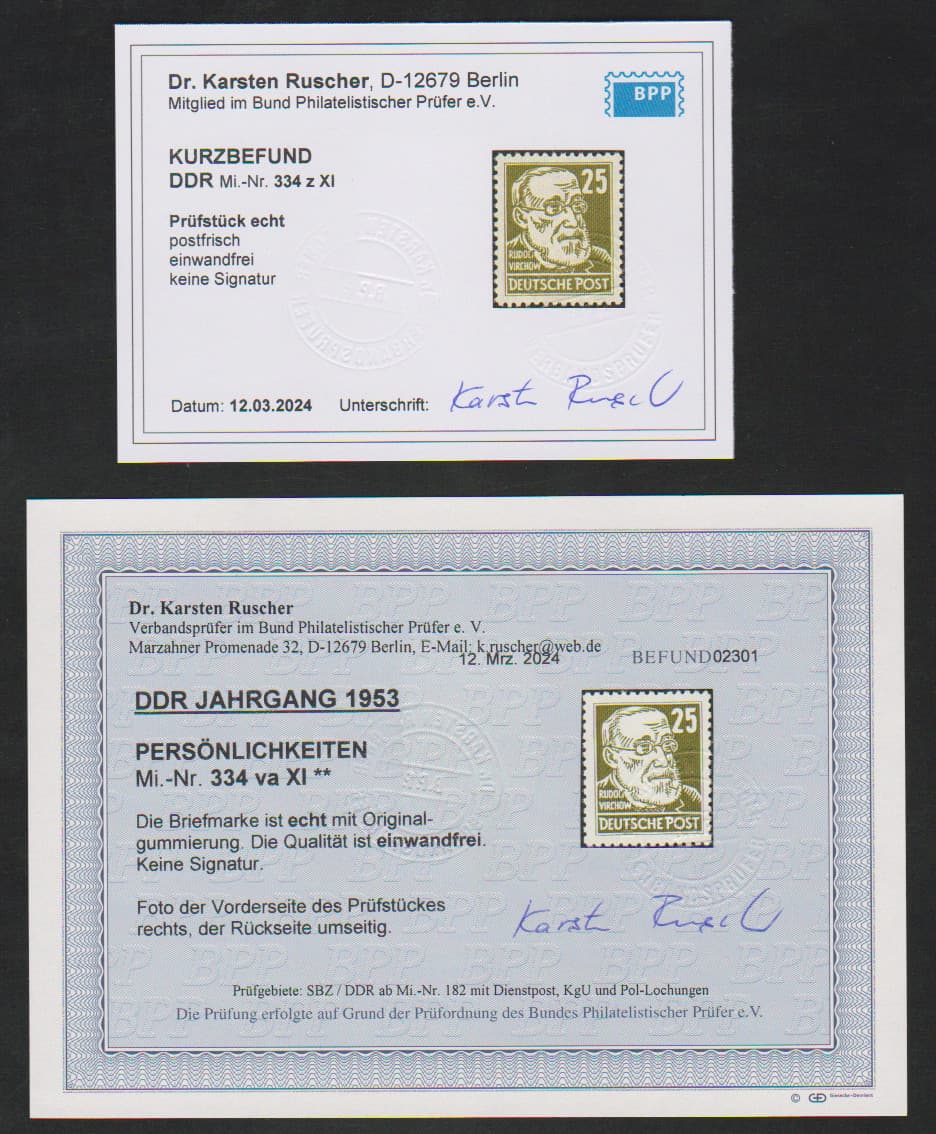 Dr. Karsten Ruscher, D-12679 Berlin
Mitglied im Bund Philatelistischer Prüfer e.V.
BPP
KURZBEFUND
DDR Mi.-Nr. 334 z XI
Prüfstück echt
postfrisch
einwandfrei
keine Signatur
25
RUDOLF
VIRCHOW
DEUTSCHE POST
Datum: 12.03.2024 Unterschrift:
Dr. Karsten Ruscher
Verbandsprüfer im Bund Philatelistischer Prüfer e. V.
Marzahner Promenade 32, D-12679 Berlin, E-Mail: k.ruscher@web.de
12. Mrz. 2024 BEFUND02301
DDR JAHRGANG 1953
PERSÖNLICHKEITEN
Mi.-Nr. 334 va XI **
25
RUDOLF
VIRCHOW
DEUTSCHE POST
Die Briefmarke ist echt mit Original-
gummierung. Die Qualität ist einwandfrei.
Keine Signatur.
Foto der Vorderseite des Prüfstückes
rechts, der Rückseite umseitig.
Prüfgebiete: SBZ / DDR ab Mi.-Nr. 182 mit Dienstpost, KgU und Pol-Lochungen
Die Prüfung erfolgte auf Grund der Prüfordnung des Bundes Philatelistischer Prüfer e.V.
© GD Giesecke+Devrient